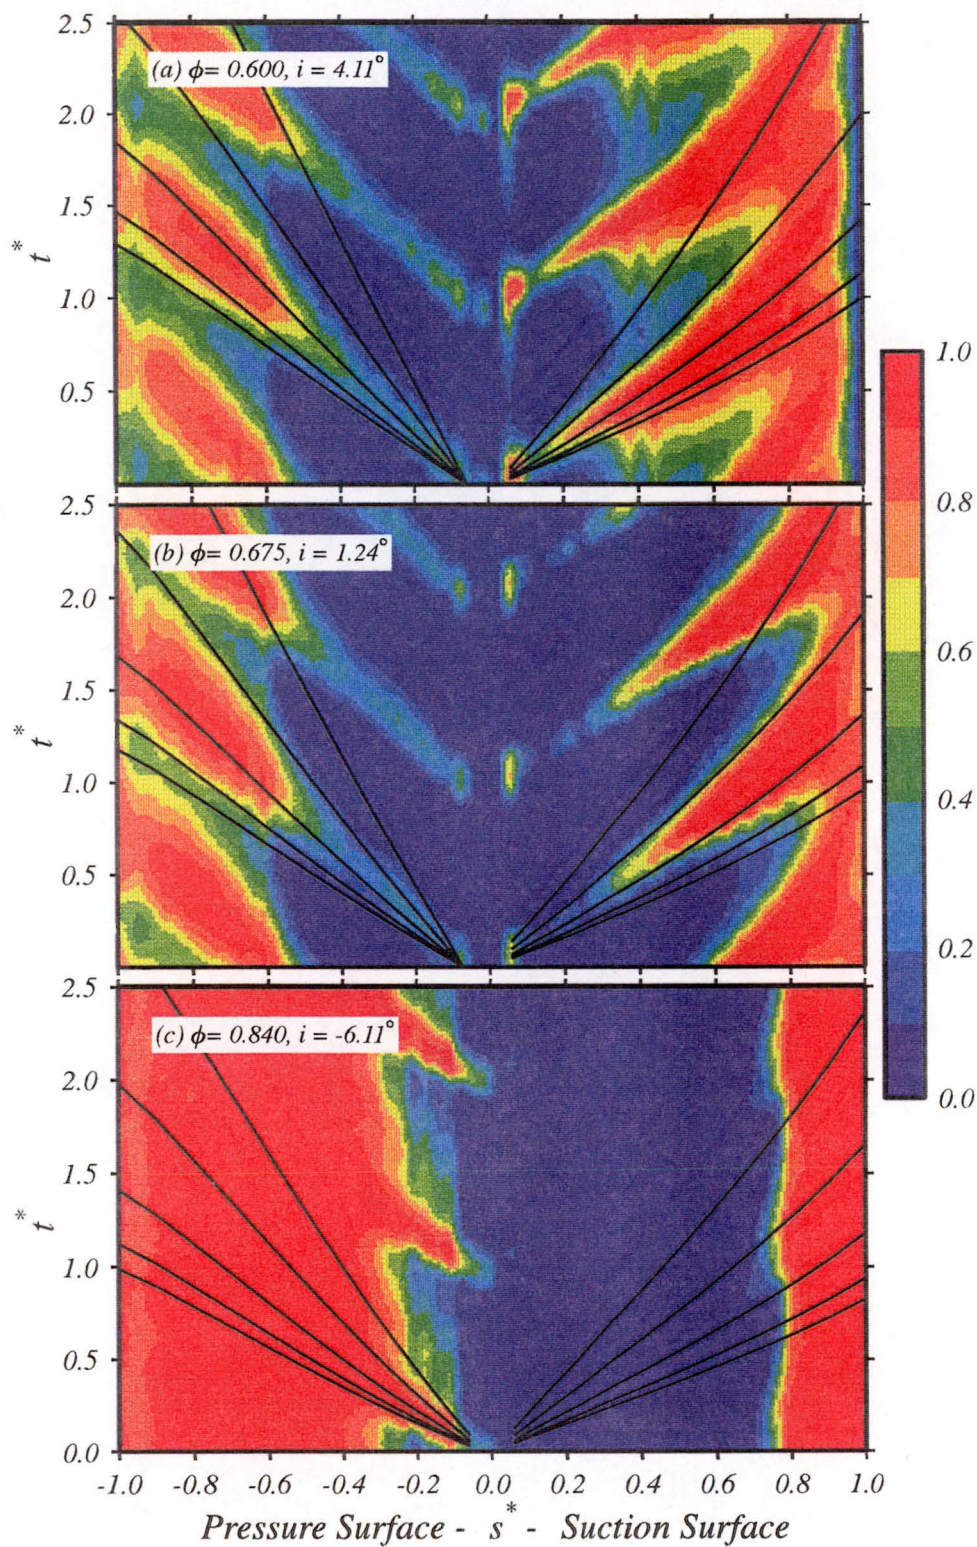 2.5
(a) ϕ= 0.600, i = 4.11°
2.0
1.5
t*
1.0
0.5
1.0
0.8
0.6
0.4
0.2
0.0
2.5
(b) ϕ= 0.675, i = 1.24°
2.0
1.5
t*
1.0
0.5
2.5
(c) ϕ= 0.840, i = -6.11°
2.0
1.5
t*
1.0
0.5
0.0
-1.0 -0.8 -0.6 -0.4 -0.2 0.0 0.2 0.4 0.6 0.8 1.0
Pressure Surface - s* - Suction Surface